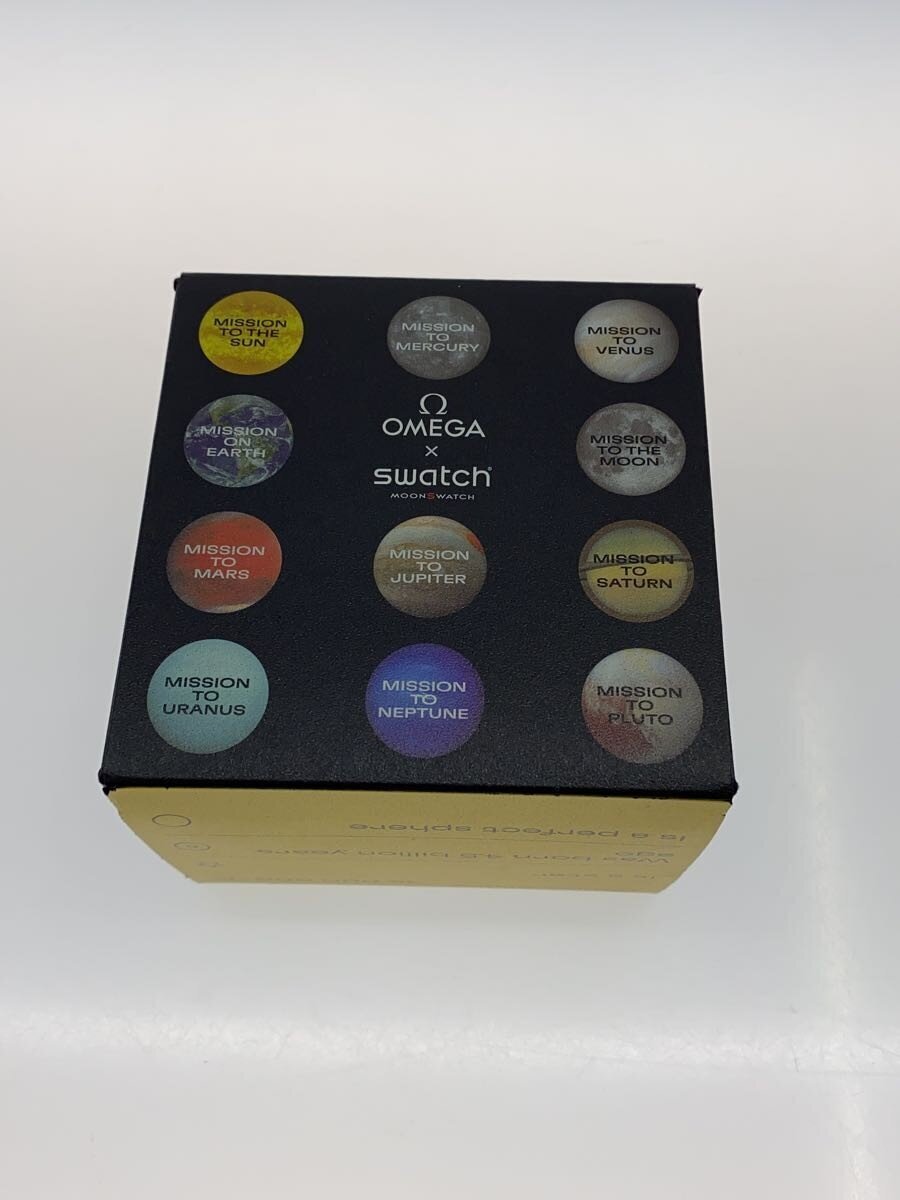 MISSION
TO THE
SUN
MISSION
TO
MERCURY
MISSION
TO
VENUS
MISSION
ON
EARTH
Ω
OMEGA
×
swatch®
MOONSWATCH
MISSION
TO THE
MOON
MISSION
TO
MARS
MISSION
TO
JUPITER
MISSION
TO
SATURN
MISSION
TO
URANUS
MISSION
TO
NEPTUNE
MISSION
TO
PLUTO
is a star
Was born 4.5 billion years
ago
is a perfect sphere